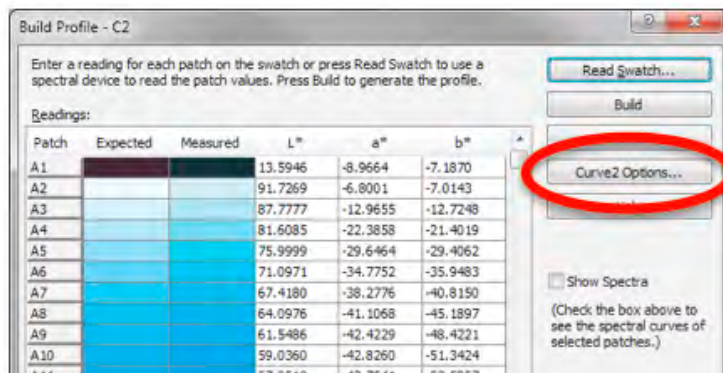 Build Profile - C2
Enter a reading for each patch on the swatch or press Read Swatch to use a
spectral device to read the patch values. Press Build to generate the profile.
Readings:
Patch Expected Measured L* a* b*
A1 13.5946 -8.9664 -7.1870
A2 91.7269 -6.8001 -7.0143
A3 87.7777 -12.9655 -12.7248
A4 81.6085 -22.3858 -21.4019
A5 75.9999 -29.6464 -29.4062
A6 71.0971 -34.7752 -35.9483
A7 67.4180 -38.2776 -40.8150
A8 64.0976 -41.1068 -45.1897
A9 61.5486 -42.4229 -48.4221
A10 59.0360 -42.8260 -51.3424
Read Swatch...
Build
Curve2 Options...
Show Spectra
(Check the box above to
see the spectral curves of
selected patches.)